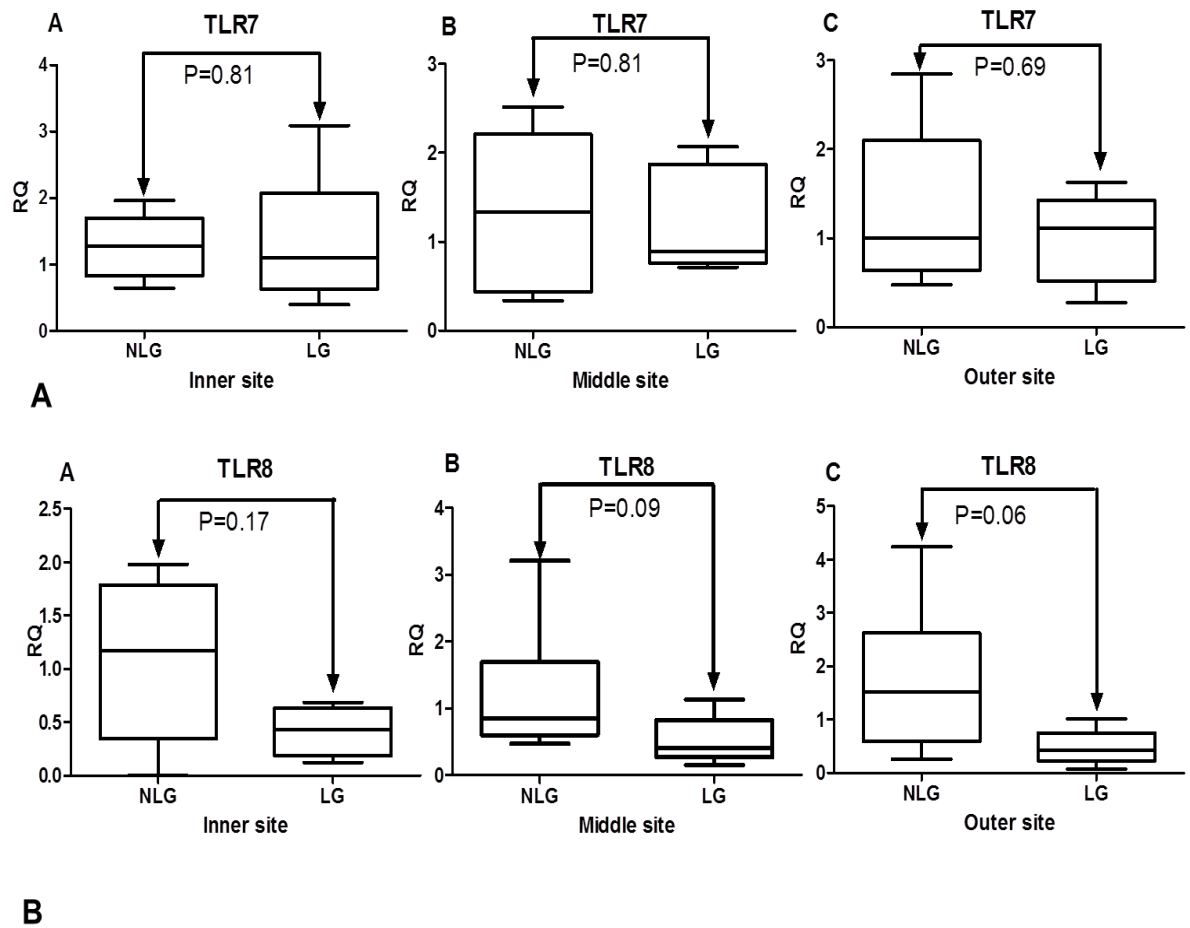 A
TLR7
P=0.81
4
3
2
1
0
RQ
NLG LG
Inner site
B
TLR7
P=0.81
3
2
1
0
RQ
NLG LG
Middle site
C
TLR7
P=0.69
3
2
1
0
RQ
NLG LG
Outer site
A
A
TLR8
P=0.17
2.5
2.0
1.5
1.0
0.5
0.0
RQ
NLG LG
Inner site
B
TLR8
P=0.09
4
3
2
1
0
RQ
NLG LG
Middle site
C
TLR8
P=0.06
5
4
3
2
1
0
RQ
NLG LG
Outer site
B